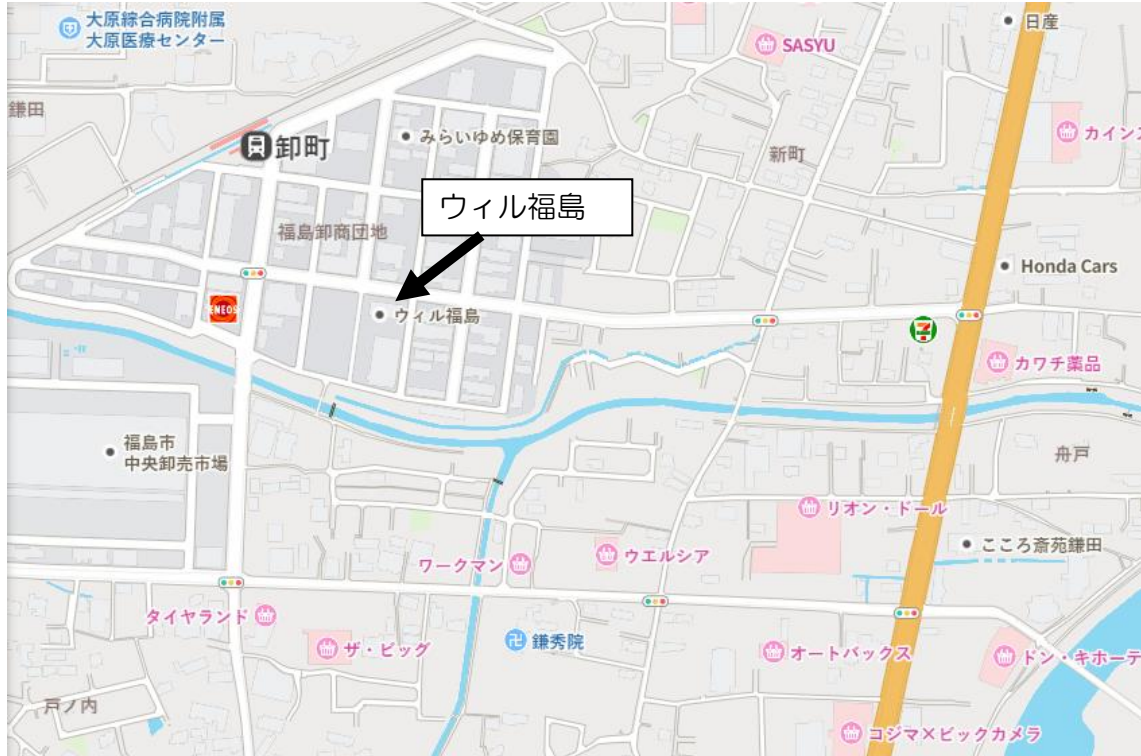 大原綜合病院附属
大原医療センター
日産
SASYU
鎌田
カインズ
みらいゆめ保育園
卸町
新町
ウィル福島
福島卸商団地
Honda Cars
ENEOS
ウィル福島
7
カワチ薬品
福島市
中央卸売市場
舟戸
リオン・ドール
こころ斎苑鎌田
ウエルシア
ワークマン
タイヤランド
ザ・ビッグ
卍 鎌秀院
オートバックス
ドン・キホーテ
戸ノ内
コジマ×ビックカメラ